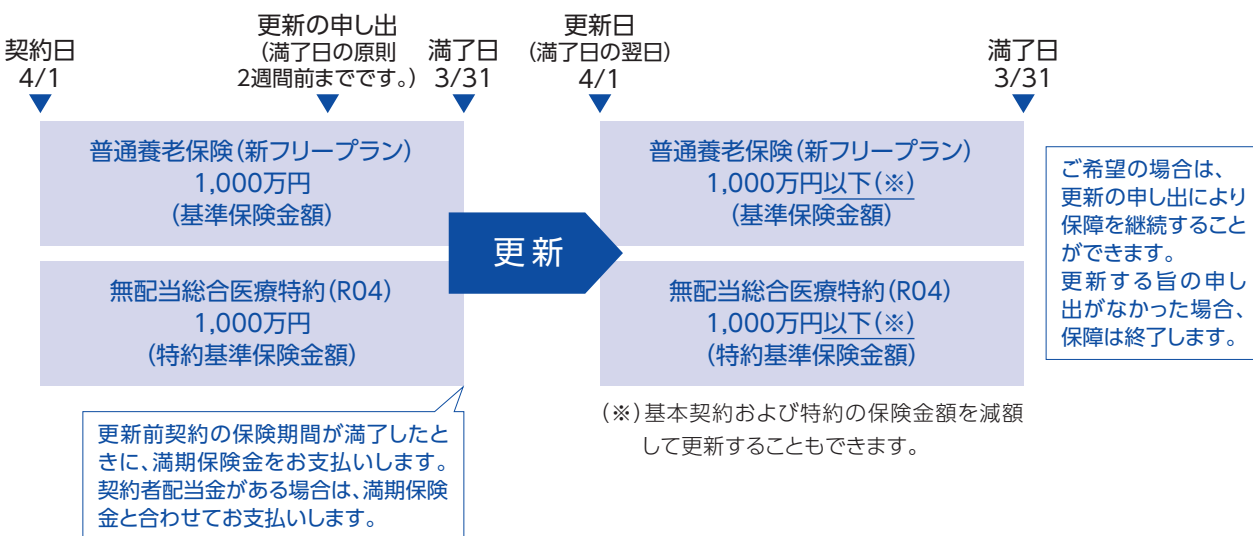 契約日
4/1
更新の申し出
(満了日の原則
2週間前までです。)
満了日
3/31
更新日
(満了日の翌日)
4/1
満了日
3/31
普通養老保険(新フリープラン)
1,000万円
(基準保険金額)
無配当総合医療特約(R04)
1,000万円
(特約基準保険金額)
更新
普通養老保険(新フリープラン)
1,000万円以下(※)
(基準保険金額)
無配当総合医療特約(R04)
1,000万円以下(※)
(特約基準保険金額)
ご希望の場合は、
更新の申し出により
保障を継続すること
ができます。
更新する旨の申し
出がなかった場合、
保障は終了します。
更新前契約の保険期間が満了したと
きに、満期保険金をお支払いします。
契約者配当金がある場合は、満期保険
金と合わせてお支払いします。
(※)基本契約および特約の保険金額を減額
して更新することもできます。